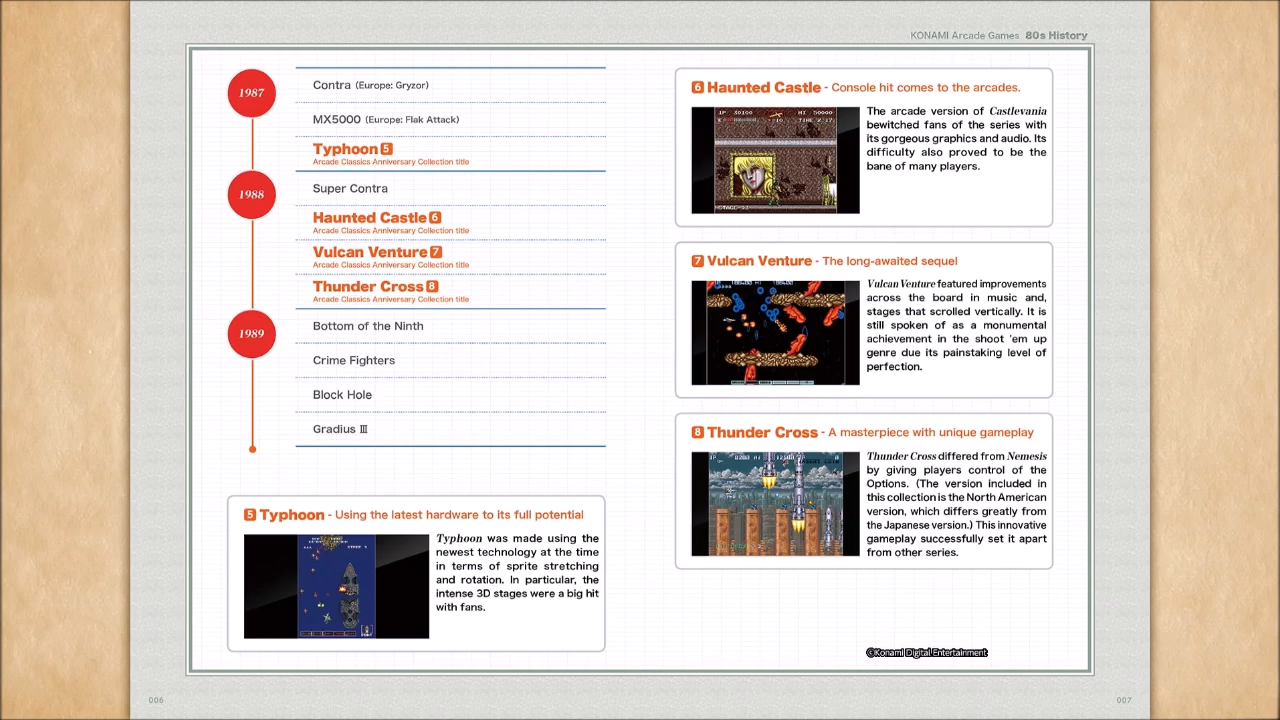 KONAMI Arcade Games 80s History
1987
Contra (Europe: Gryzor)
MX5000 (Europe: Flak Attack)
Typhoon 5
Arcade Classics Anniversary Collection title
1988
Super Contra
Haunted Castle 6
Arcade Classics Anniversary Collection title
Vulcan Venture 7
Arcade Classics Anniversary Collection title
Thunder Cross 8
Arcade Classics Anniversary Collection title
1989
Bottom of the Ninth
Crime Fighters
Block Hole
Gradius III
5 Typhoon - Using the latest hardware to its full potential
Typhoon was made using the
newest technology at the time
in terms of sprite stretching
and rotation. In particular, the
intense 3D stages were a big hit
with fans.
6 Haunted Castle - Console hit comes to the arcades.
The arcade version of Castlevania
bewitched fans of the series with
its gorgeous graphics and audio. Its
difficulty also proved to be the
bane of many players.
7 Vulcan Venture - The long-awaited sequel
Vulcan Venture featured improvements
across the board in music and,
stages that scrolled vertically. It is
still spoken of as a monumental
achievement in the shoot 'em up
genre due its painstaking level of
perfection.
8 Thunder Cross - A masterpiece with unique gameplay
Thunder Cross differed from Nemesis
by giving players control of the
Options. (The version included in
this collection is the North American
version, which differs greatly from
the Japanese version.) This innovative
gameplay successfully set it apart
from other series.
©Konami Digital Entertainment
006
007